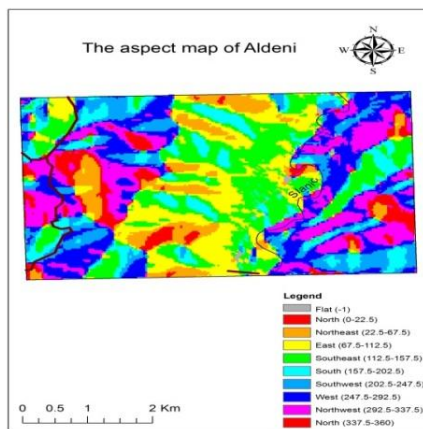 The aspect map of Aldeni
N
W E
S
Legend
Flat (-1)
North (0-22.5)
Northeast (22.5-67.5)
East (67.5-112.5)
Southeast (112.5-157.5)
South (157.5-202.5)
Southwest (202.5-247.5)
West (247.5-292.5)
Northwest (292.5-337.5)
North (337.5-360)
0 0.5 1 2 Km